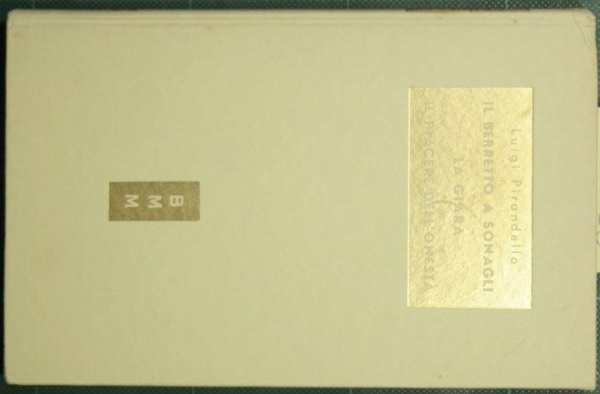 Luigi Pirandello
IL BERRETTO A SONAGLI
LA GIARA
IL PIACERE DELL'ONESTÀ
B
M
M